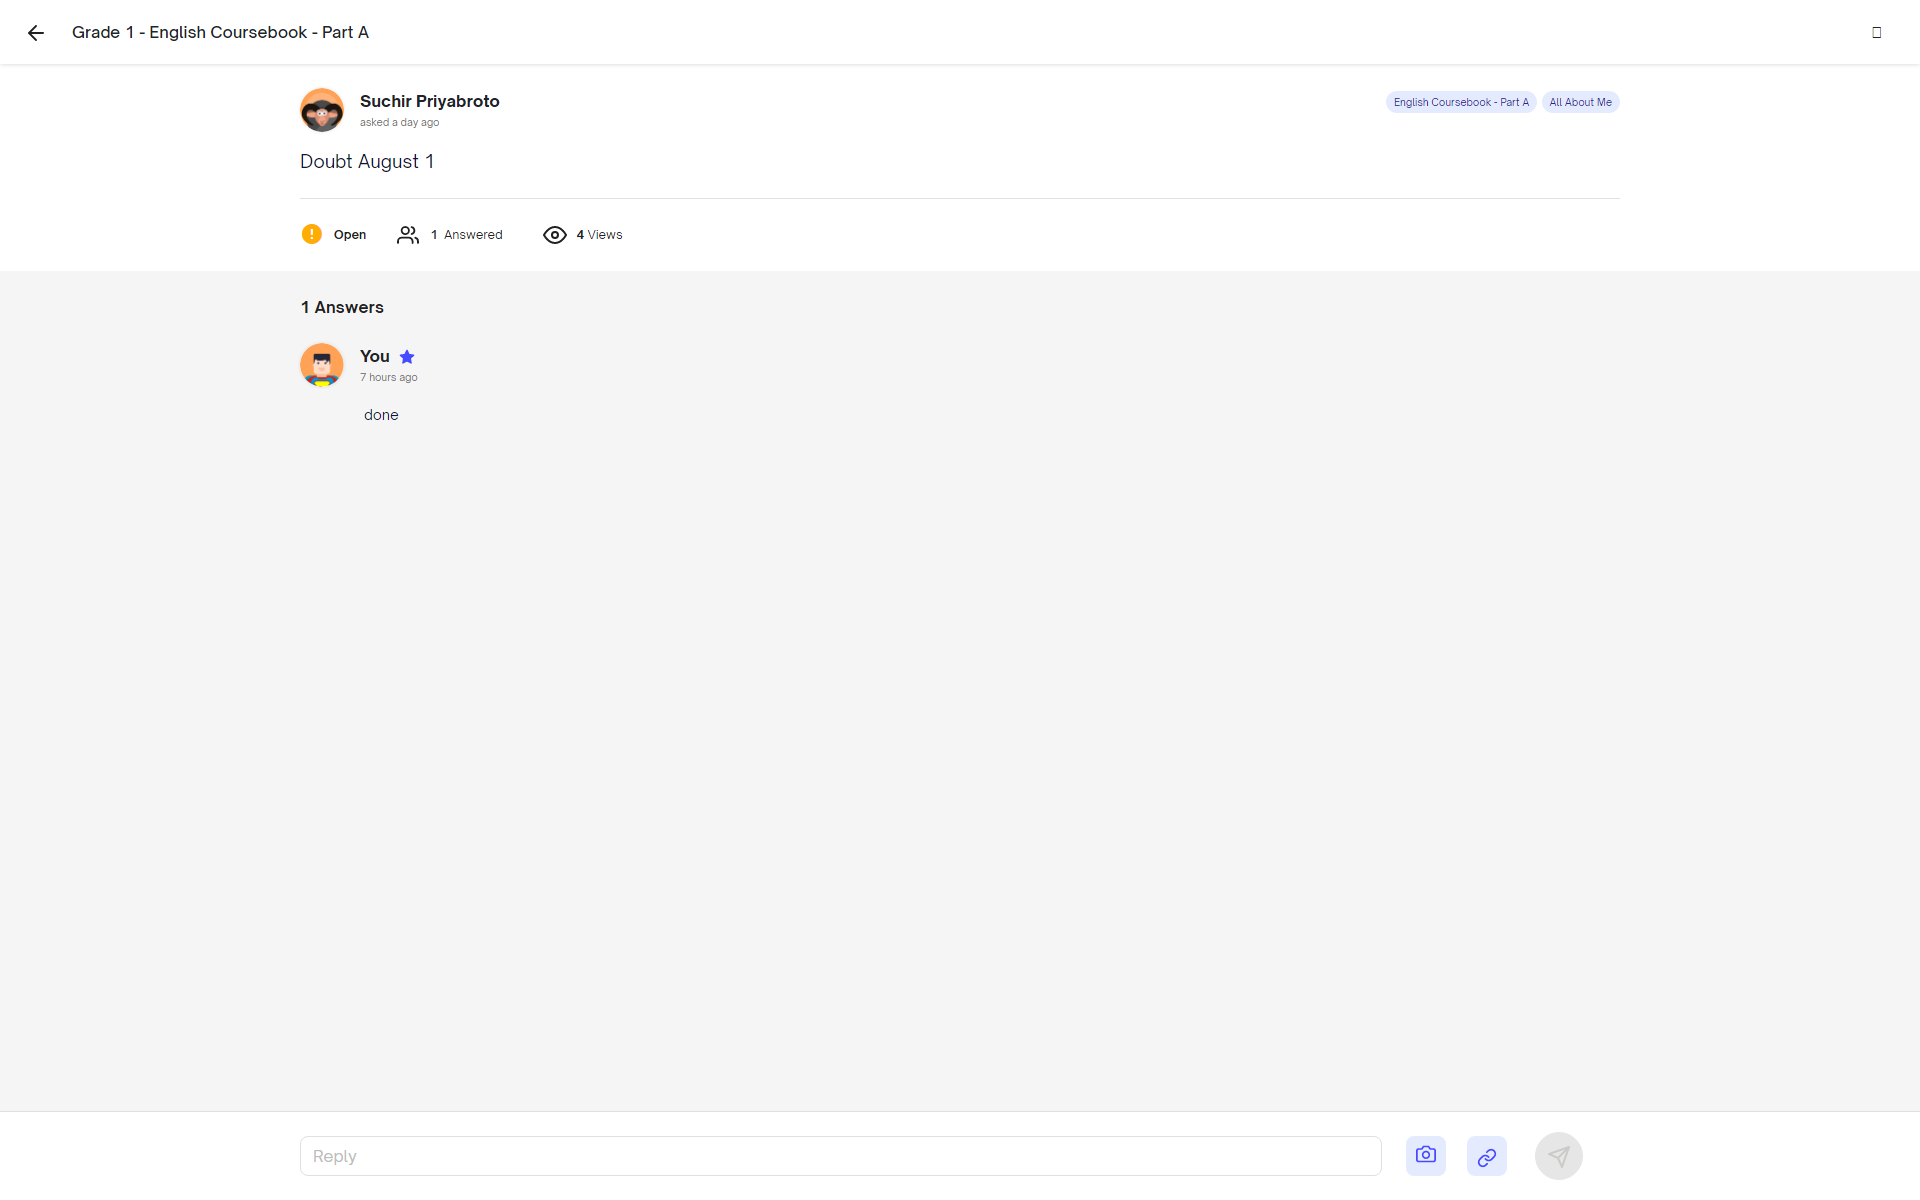 Grade 1 - English Coursebook - Part A
Suchir Priyabroto
asked a day ago
English Coursebook - Part A
All About Me
Doubt August 1
Open
1 Answered
4 Views
1 Answers
You
7 hours ago
done
Reply